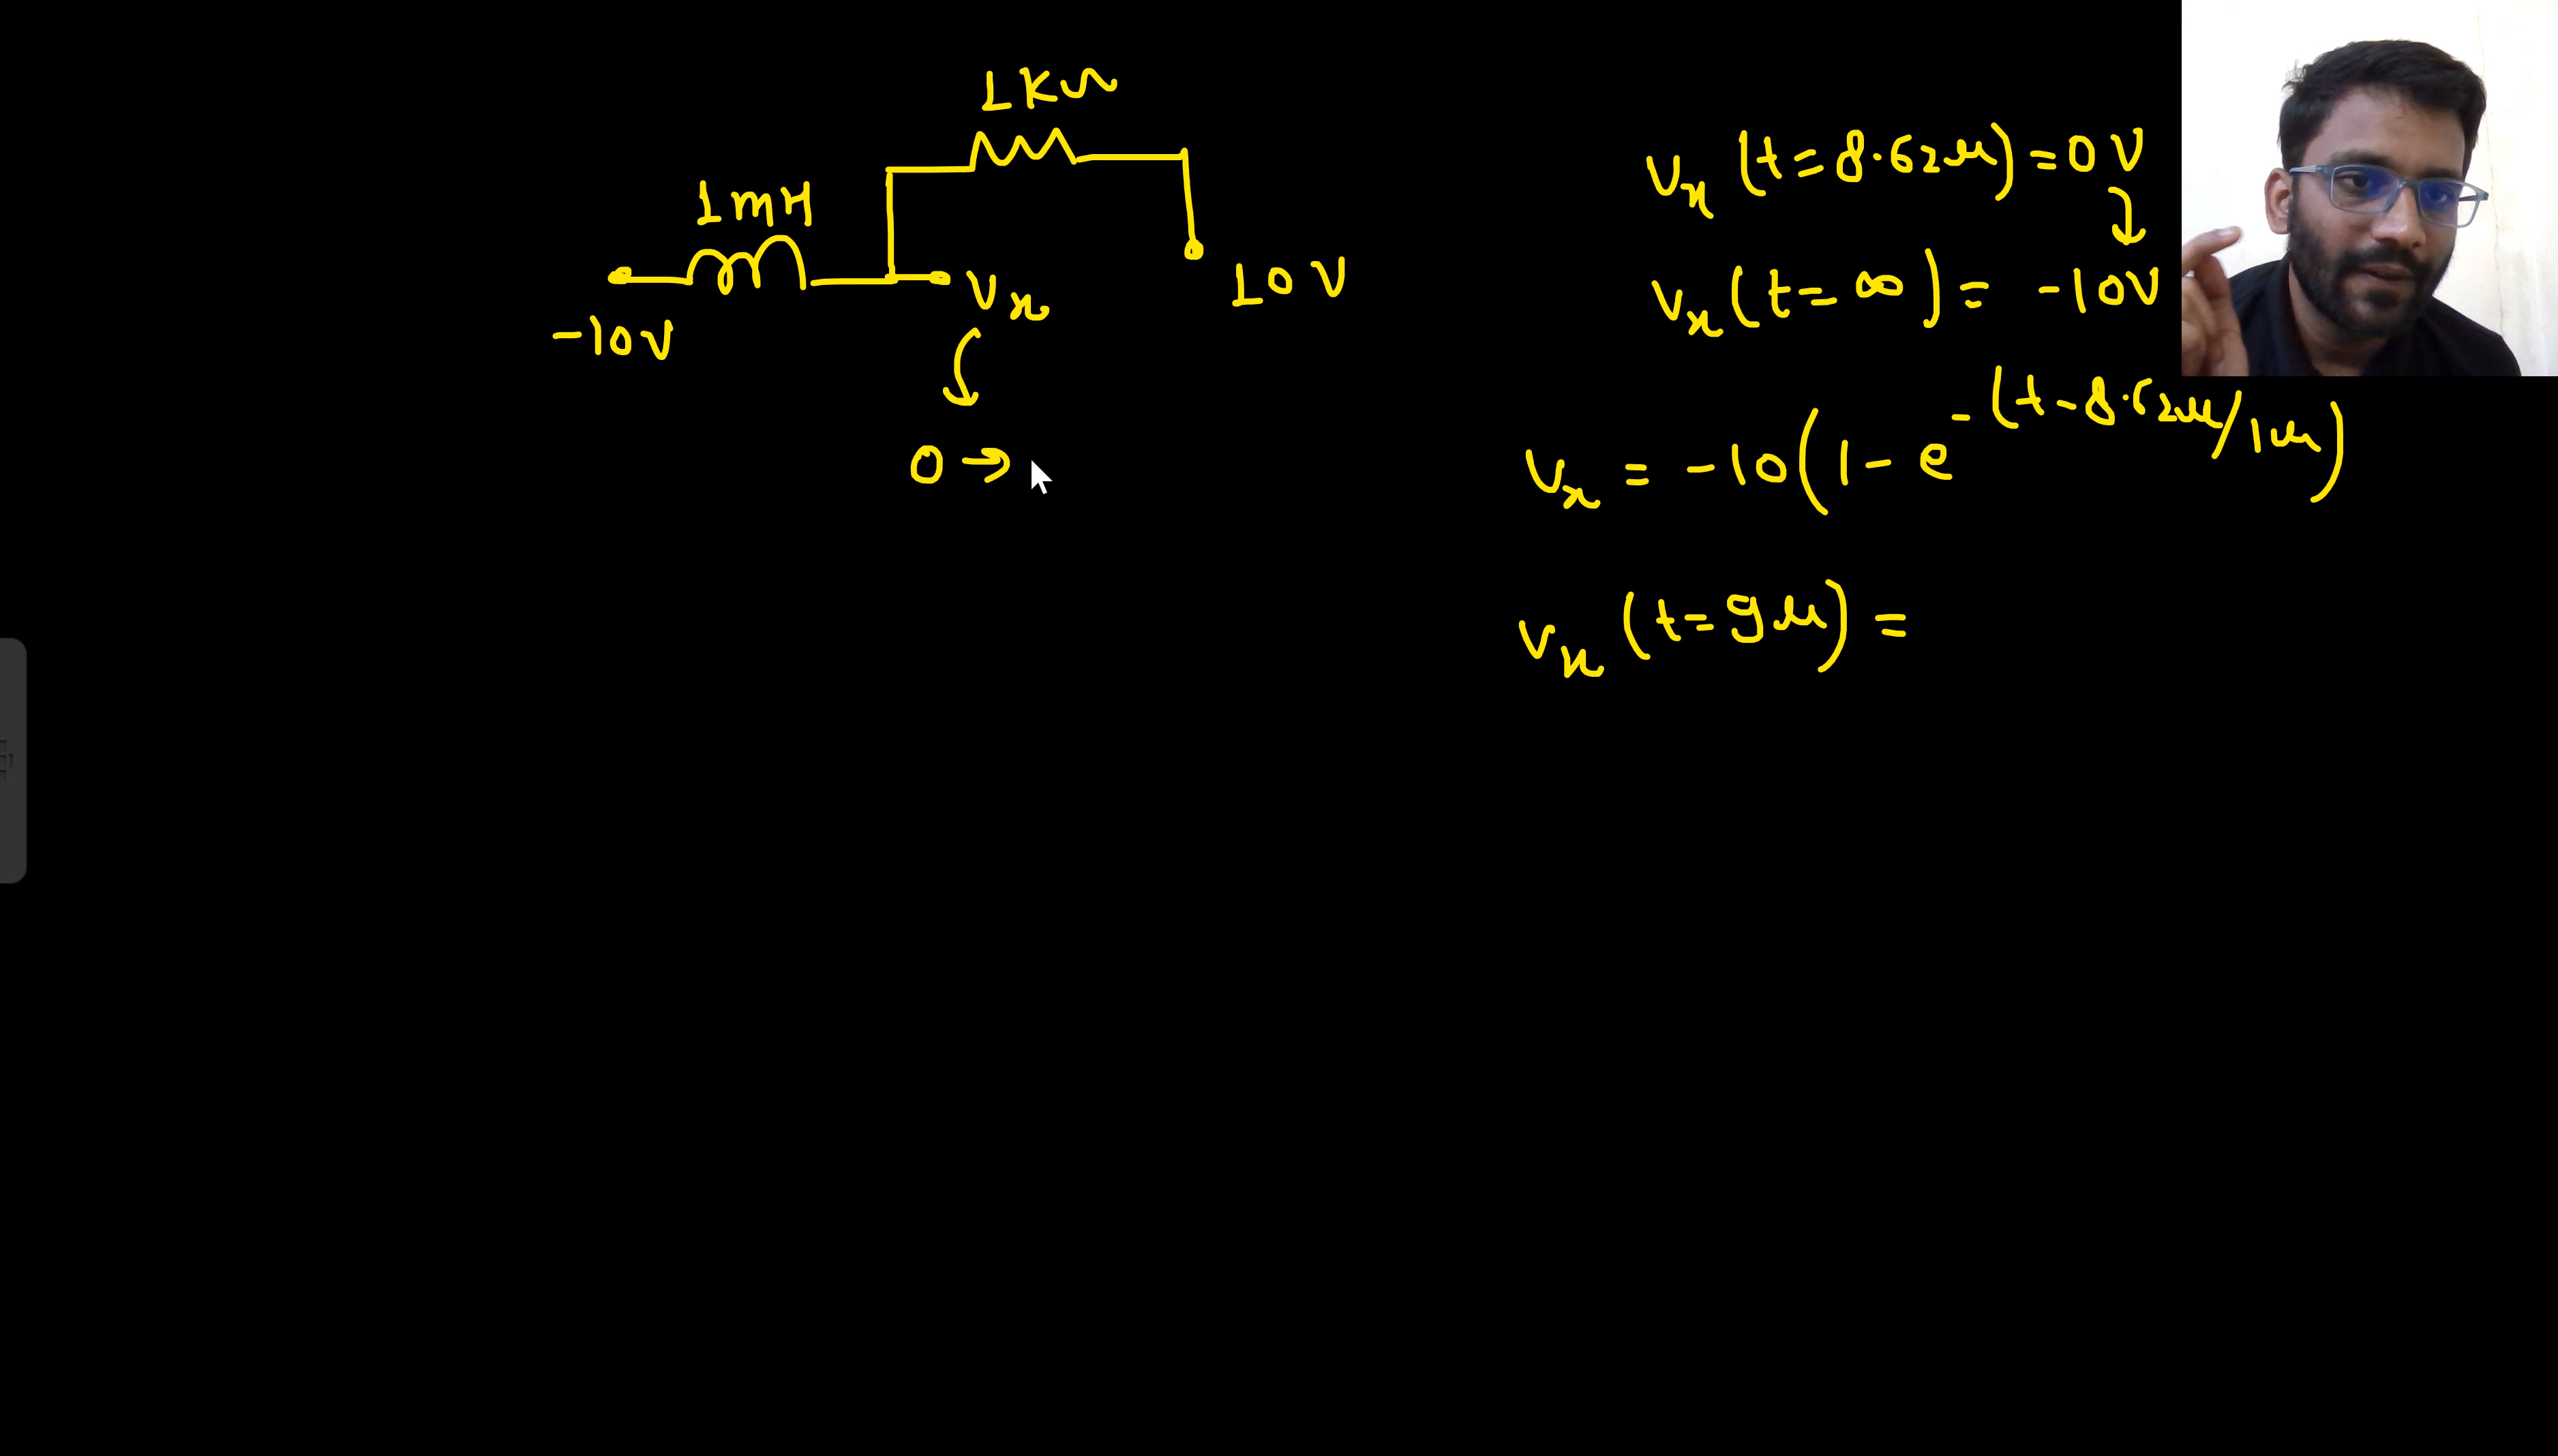 1KΩ
1mH
-10V
Vx
10V
0 →
Vx (t = 8.62μ) = 0V
Vx (t = ∞) = -10V
Vx = -10(1 - e^-(t - 8.62μ/1μ))
Vx (t = 9μ) =